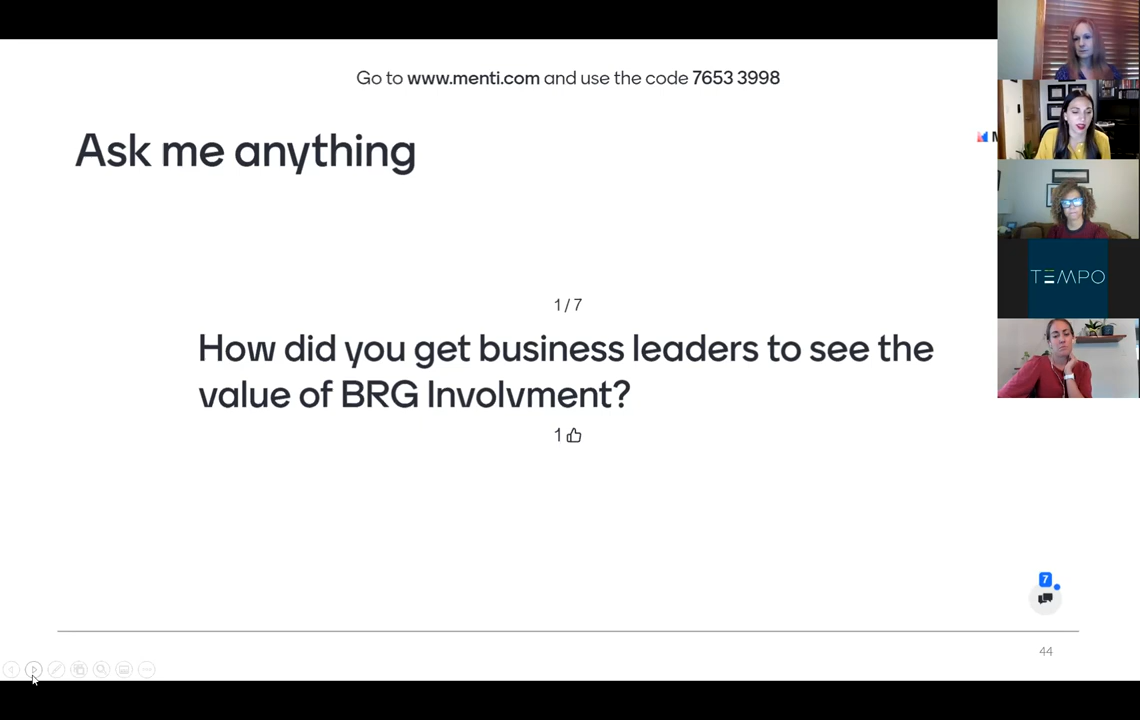 Go to www.menti.com and use the code 7653 3998
Ask me anything
M
1 / 7
How did you get business leaders to see the
value of BRG Involvment?
1
7
44
TEMPO